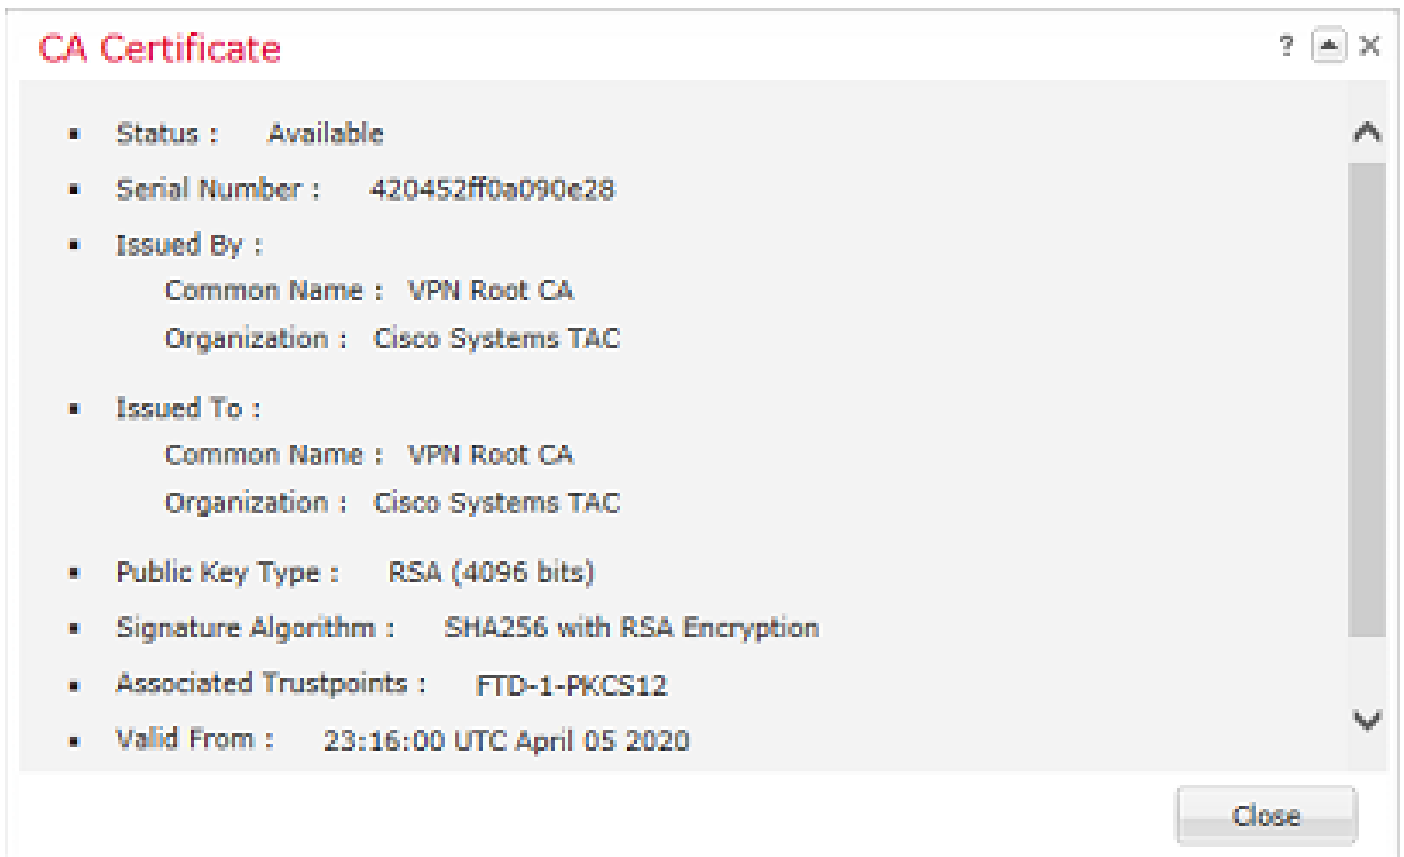 CA Certificate
Status : Available
Serial Number : 420452ff0a090e28
Issued By :
Common Name : VPN Root CA
Organization : Cisco Systems TAC
Issued To :
Common Name : VPN Root CA
Organization : Cisco Systems TAC
Public Key Type : RSA (4096 bits)
Signature Algorithm : SHA256 with RSA Encryption
Associated Trustpoints : FTD-1-PKCS12
Valid From : 23:16:00 UTC April 05 2020
Close